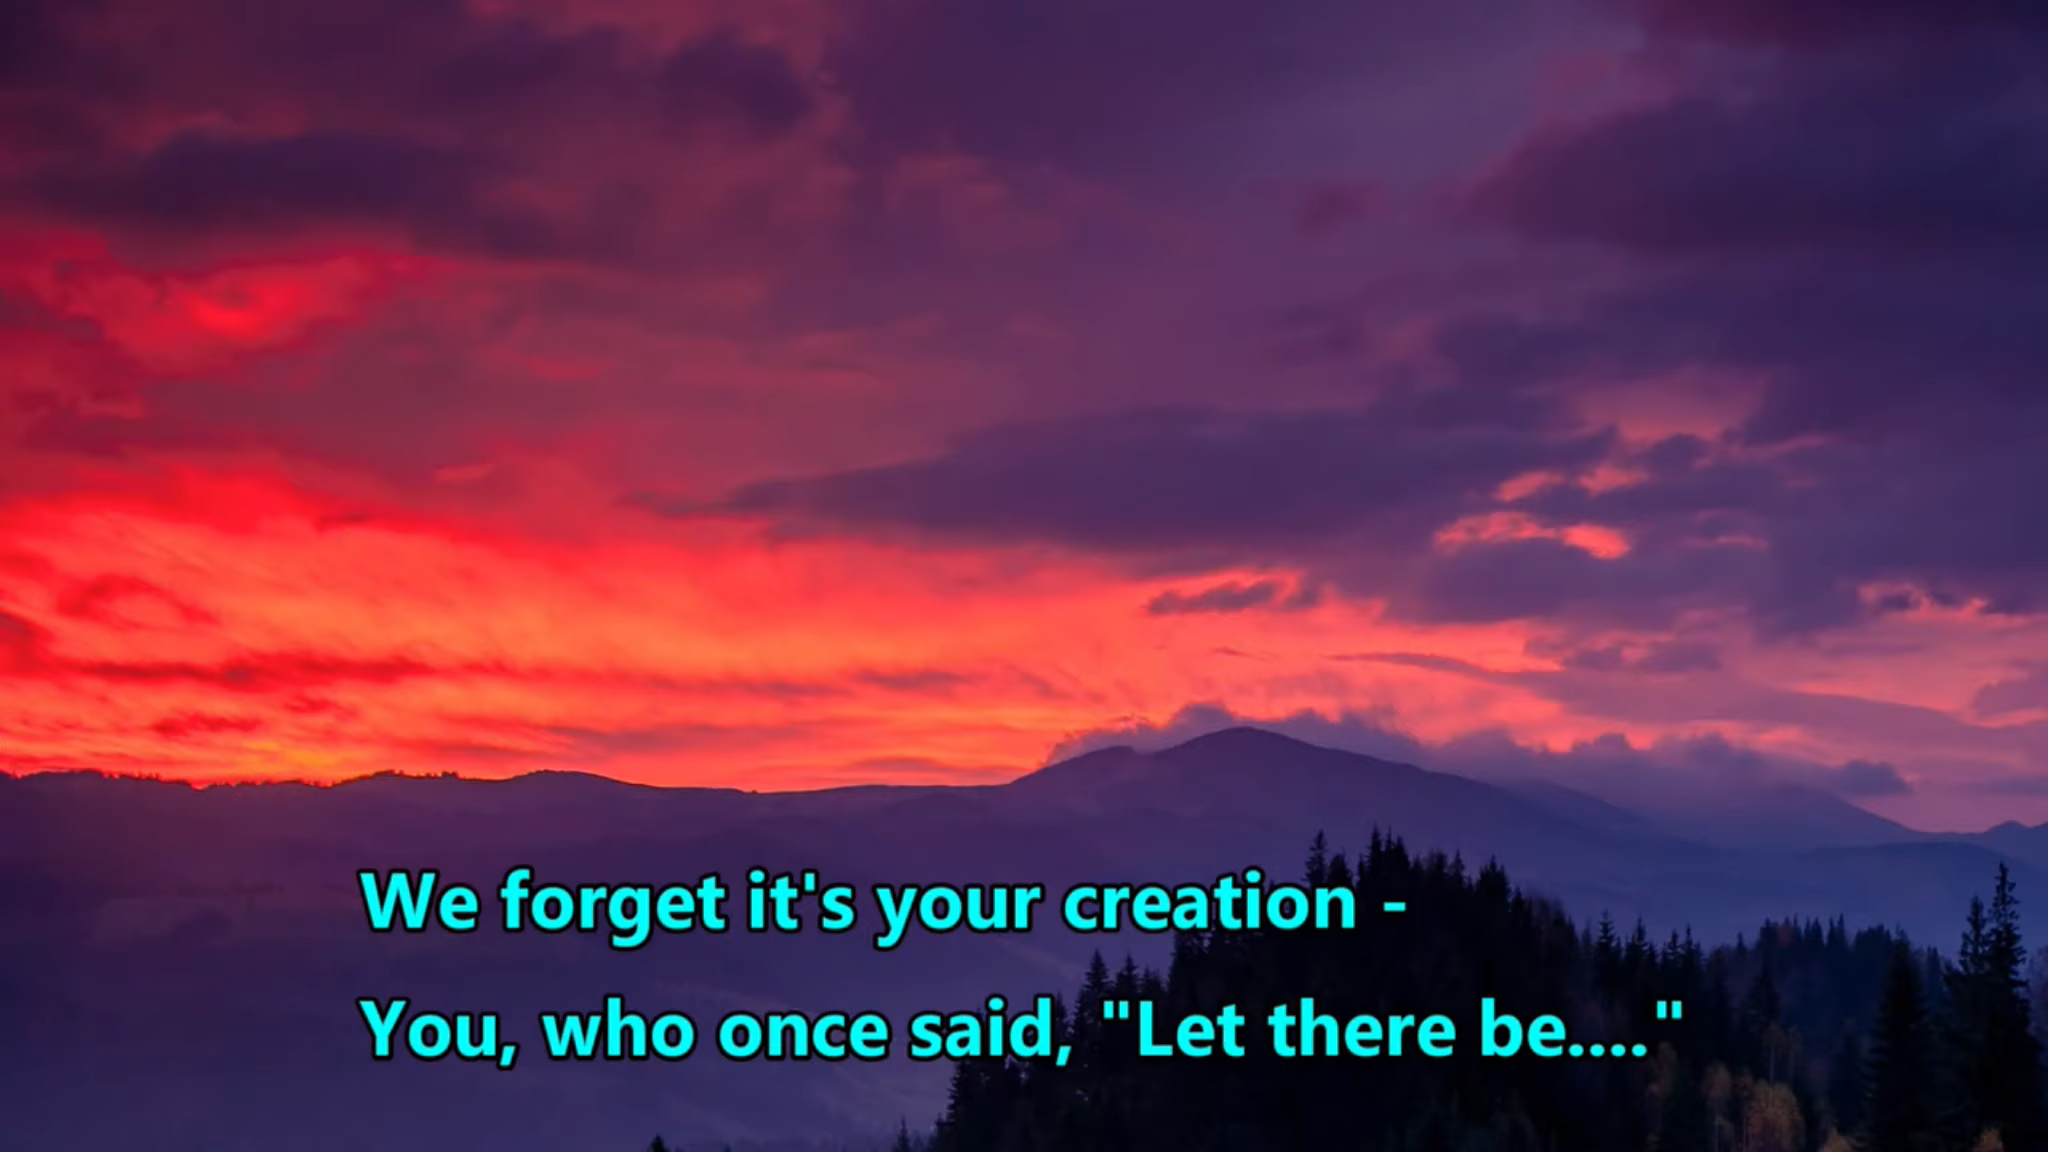 We forget it's your creation -
You, who once said, "Let there be...."